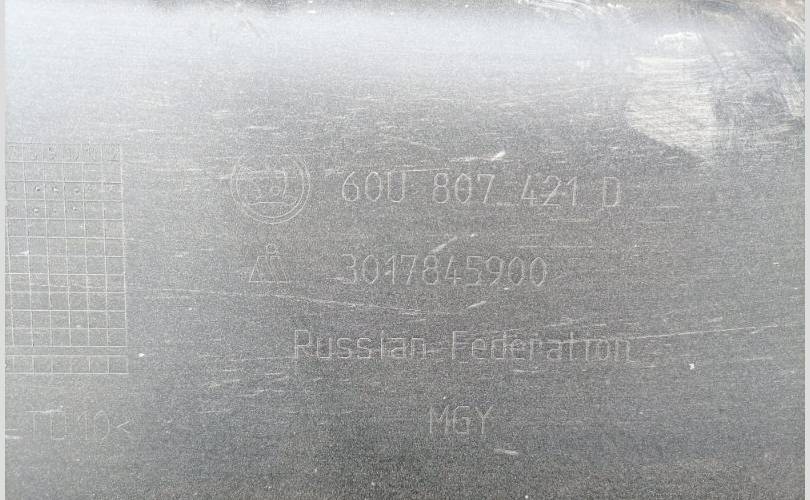 60U 807 421 D
3017845900
Russian Federation
MGY